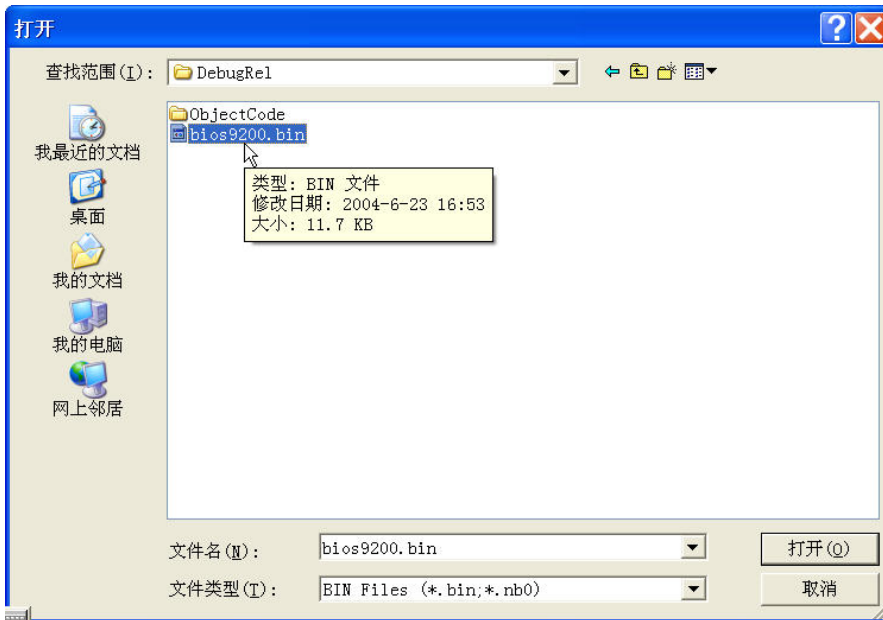 打开
查找范围(I): DebugRel
ObjectCode
bios9200.bin
类型: BIN 文件
修改日期: 2004-6-23 16:53
大小: 11.7 KB
我最近的文档
桌面
我的文档
我的电脑
网上邻居
文件名(N): bios9200.bin 打开(O)
文件类型(T): BIN Files (*.bin;*.nb0) 取消